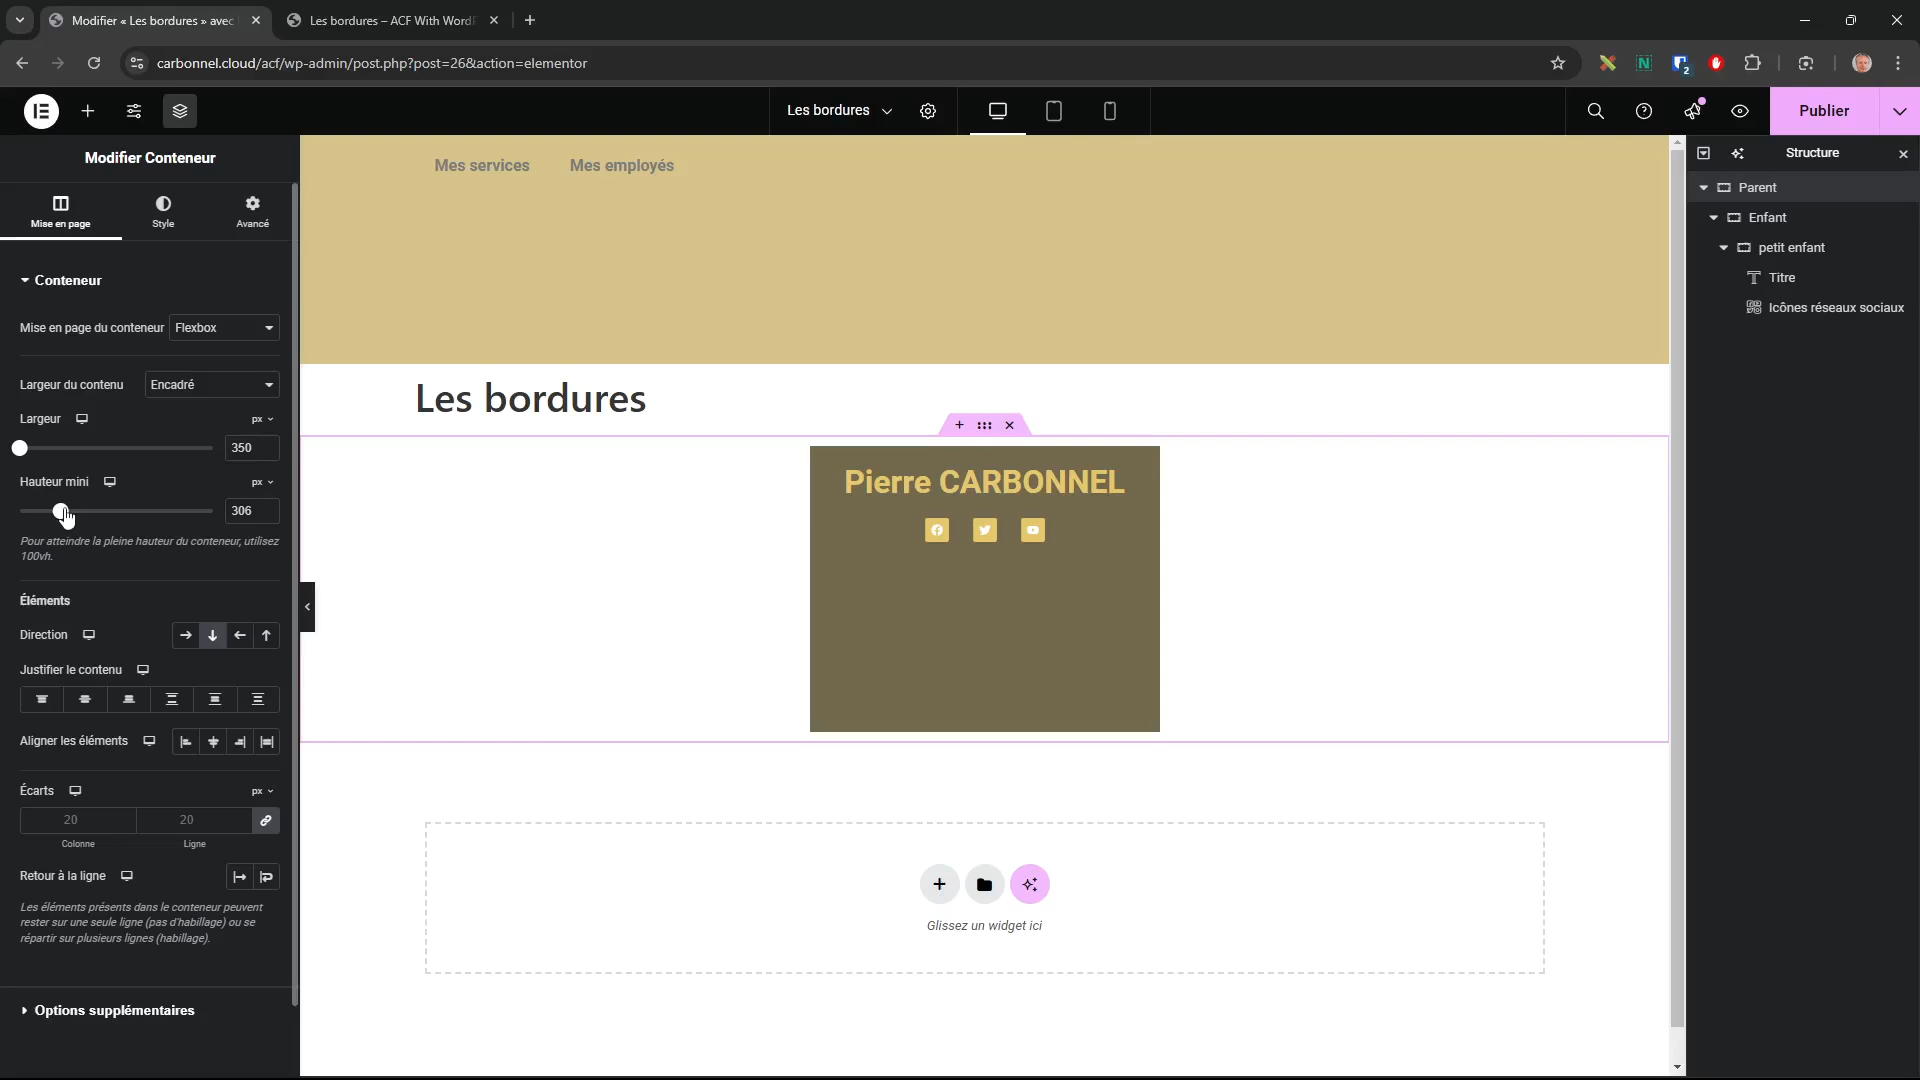 Modifier « Les bordures » avec
Les bordures – ACF With WordP
carbonnel.cloud/acf/wp-admin/post.php?post=26&action=elementor
2
Les bordures
Publier
Modifier Conteneur
Mise en page
Style
Avancé
Conteneur
Mise en page du conteneur
Flexbox
Largeur du contenu
Encadré
Largeur
px
350
Hauteur mini
px
306
Pour atteindre la pleine hauteur du conteneur, utilisez
100vh.
Éléments
Direction
Justifier le contenu
Aligner les éléments
Écarts
px
20
20
Colonne
Ligne
Retour à la ligne
Les éléments présents dans le conteneur peuvent
rester sur une seule ligne (pas d'habillage) ou se
répartir sur plusieurs lignes (habillage).
Options supplémentaires
Mes services
Mes employés
Les bordures
Pierre CARBONNEL
Glissez un widget ici
Structure
Parent
Enfant
petit enfant
Titre
Icônes réseaux sociaux